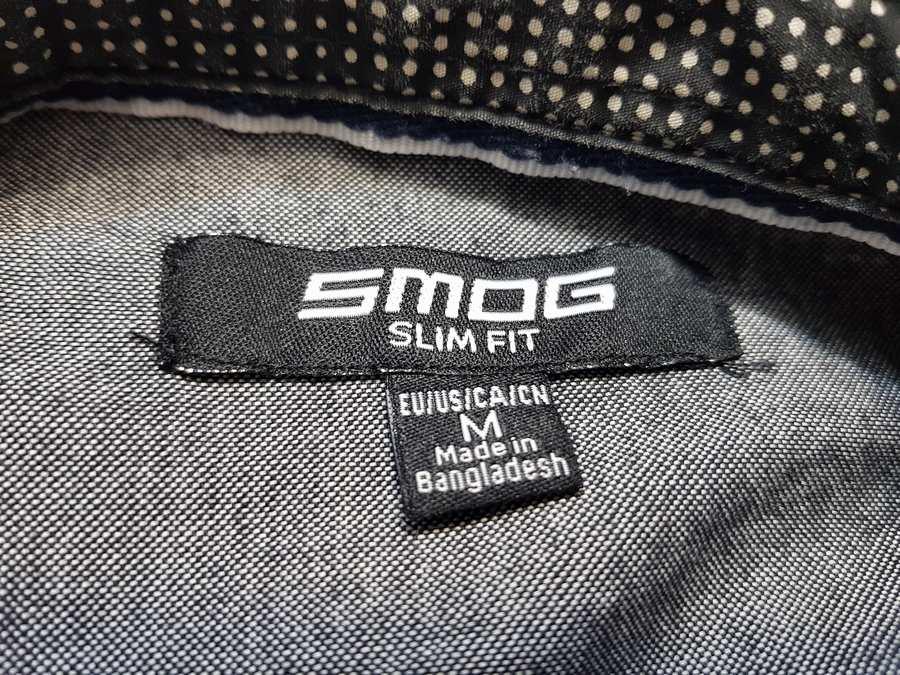 SMOG
SLIM FIT
EU/US/CA/CN
M
Made in
Bangladesh